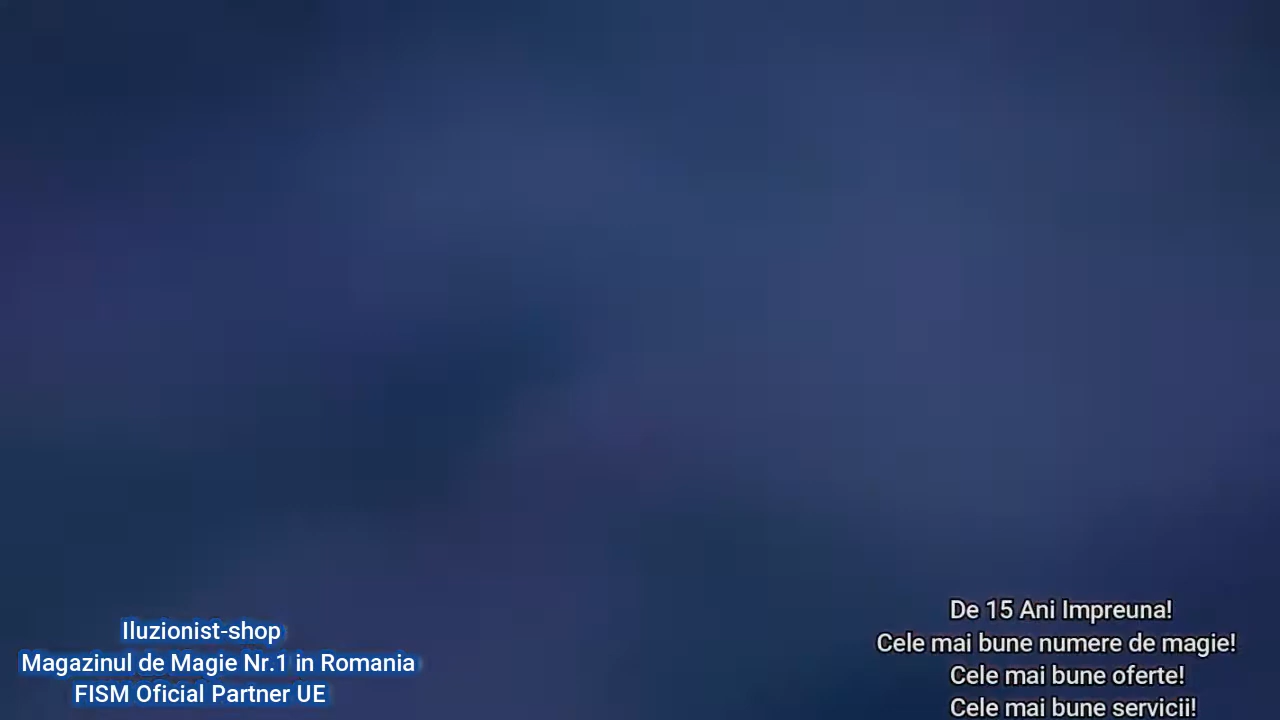 Iluzionist-shop
Magazinul de Magie Nr.1 in Romania
FISM Oficial Partner UE
De 15 Ani Impreuna!
Cele mai bune numere de magie!
Cele mai bune oferte!
Cele mai bune servicii!